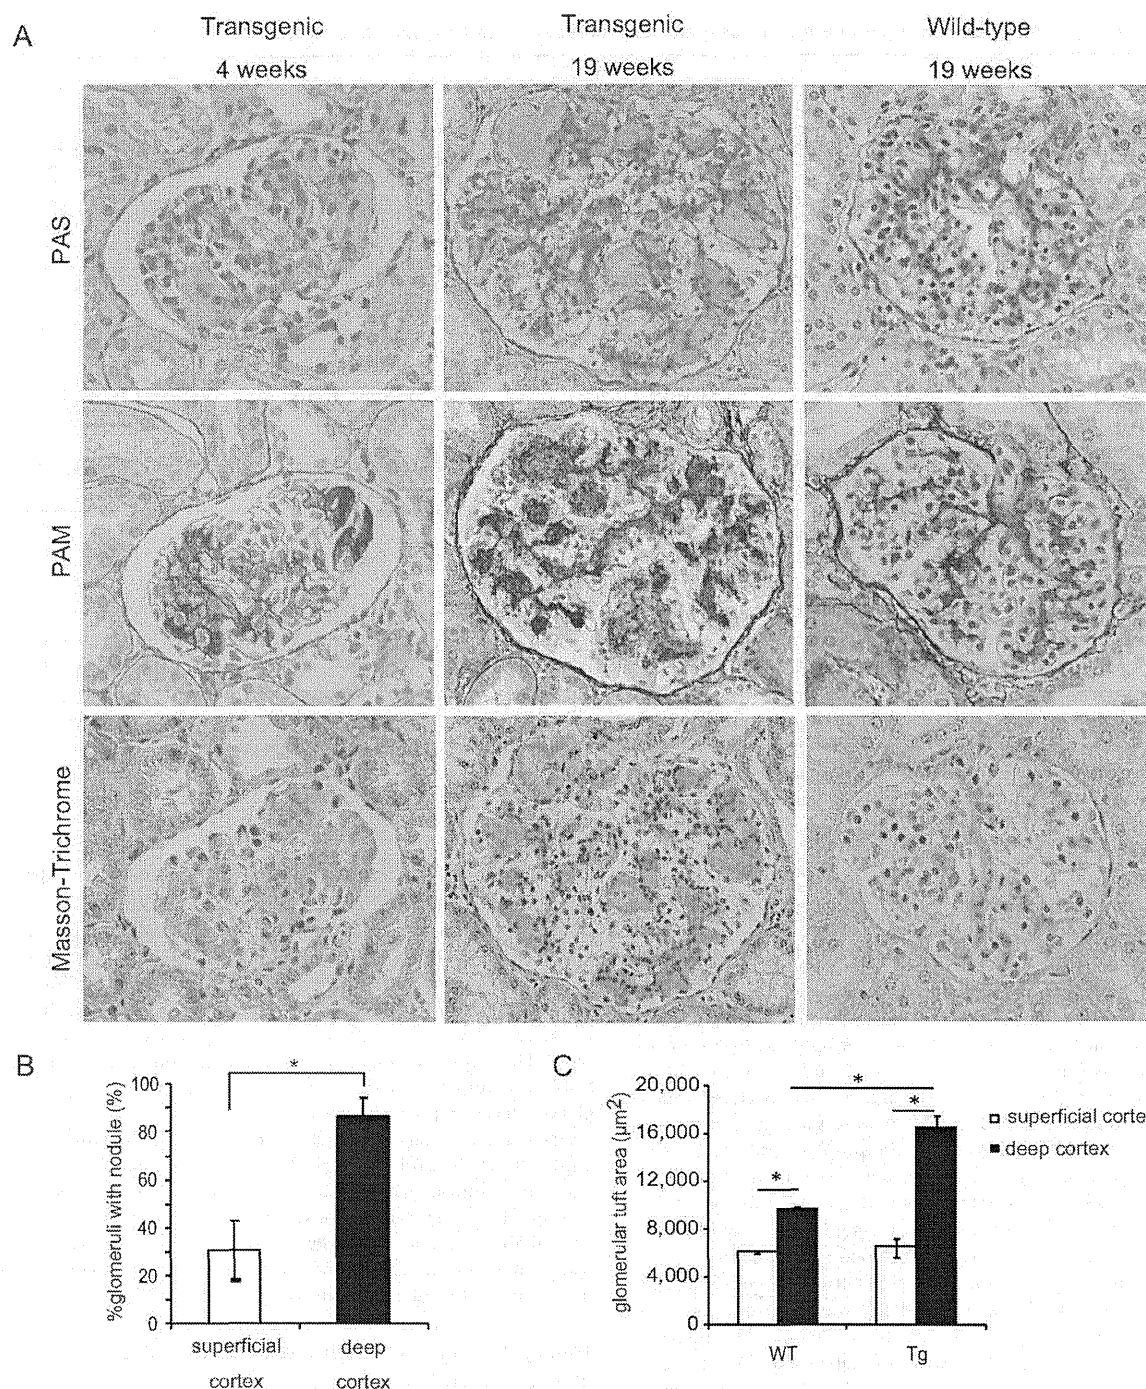 A
Transgenic
4 weeks
Transgenic
19 weeks
Wild-type
19 weeks
PAS
PAM
Masson-Trichrome
B
%glomeruli with nodule (%)
100
80
60
40
20
0
*
superficial
cortex
deep
cortex
C
glomerular tuft area (µm²)
20,000
16,000
12,000
8,000
4,000
0
*
*
*
WT
Tg
superficial corte
deep cortex